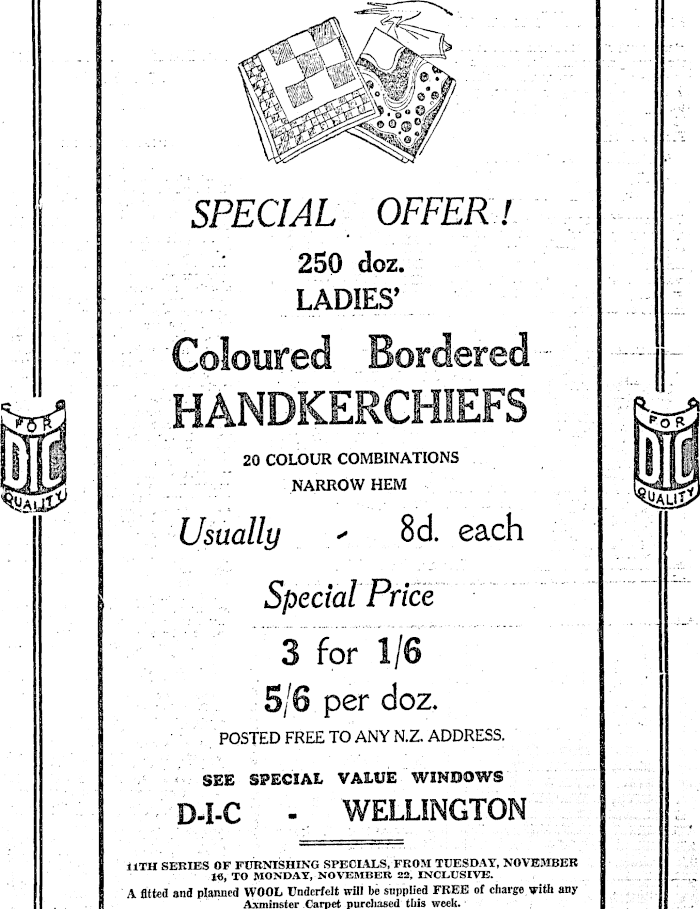 SPECIAL OFFER!
250 doz.
LADIES'
Coloured Bordered
HANDKERCHIEFS
20 COLOUR COMBINATIONS
NARROW HEM
FOR
DIC
QUALITY
FOR
DIC
QUALITY
Usually - 8d. each
Special Price
3 for 1/6
5/6 per doz.
POSTED FREE TO ANY N.Z. ADDRESS.
SEE SPECIAL VALUE WINDOWS
D-I-C - WELLINGTON
11TH SERIES OF FURNISHING SPECIALS, FROM TUESDAY, NOVEMBER
16, TO MONDAY, NOVEMBER 22, INCLUSIVE.
A fitted and planned WOOL Underfelt will be supplied FREE of charge with any
Axminster Carpet purchased this week.